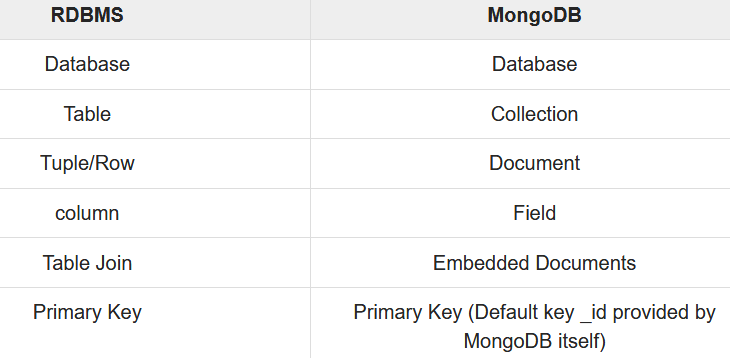 RDBMS MongoDB
Database Database
Table Collection
Tuple/Row Document
column Field
Table Join Embedded Documents
Primary Key Primary Key (Default key _id provided by
MongoDB itself)